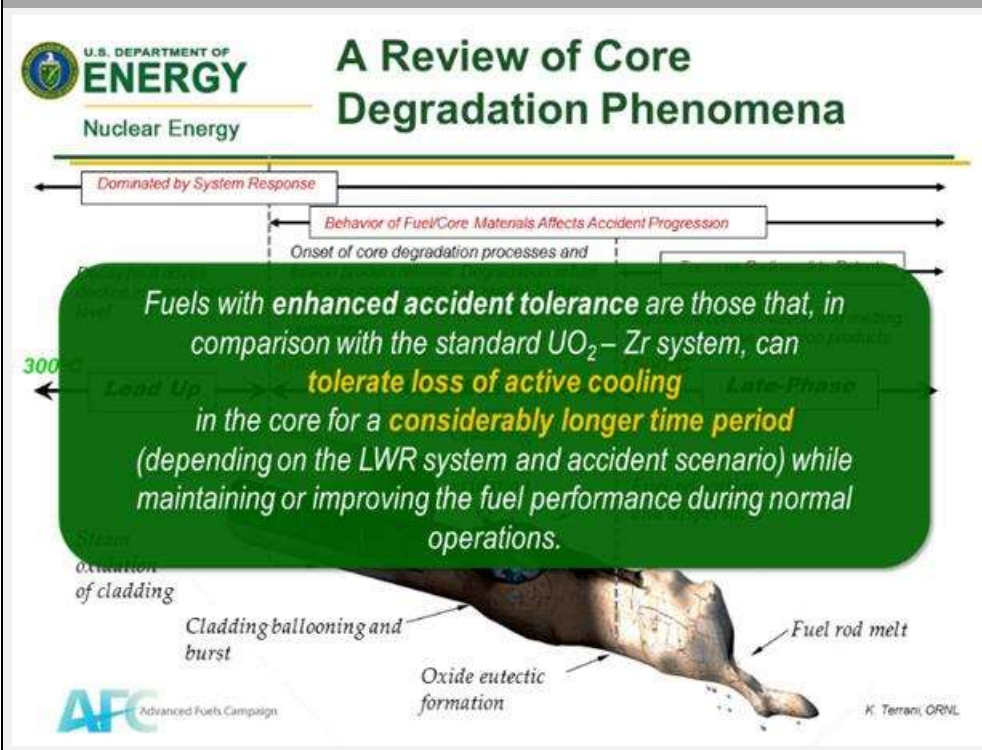 U.S. DEPARTMENT OF
ENERGY
Nuclear Energy
A Review of Core
Degradation Phenomena
Dominated by System Response
Behavior of Fuel/Core Materials Affects Accident Progression
Onset of core degradation processes and
level
Fuels with enhanced accident tolerance are those that, in
comparison with the standard UO₂ – Zr system, can
300°C
Lead Up
Late-Phase
tolerate loss of active cooling
in the core for a considerably longer time period
(depending on the LWR system and accident scenario) while
maintaining or improving the fuel performance during normal
operations.
Steam
oxidation
of cladding
Cladding ballooning and
burst
Oxide eutectic
formation
Fuel rod melt
AFC
Advanced Fuels Campaign
K. Terrani, ORNL